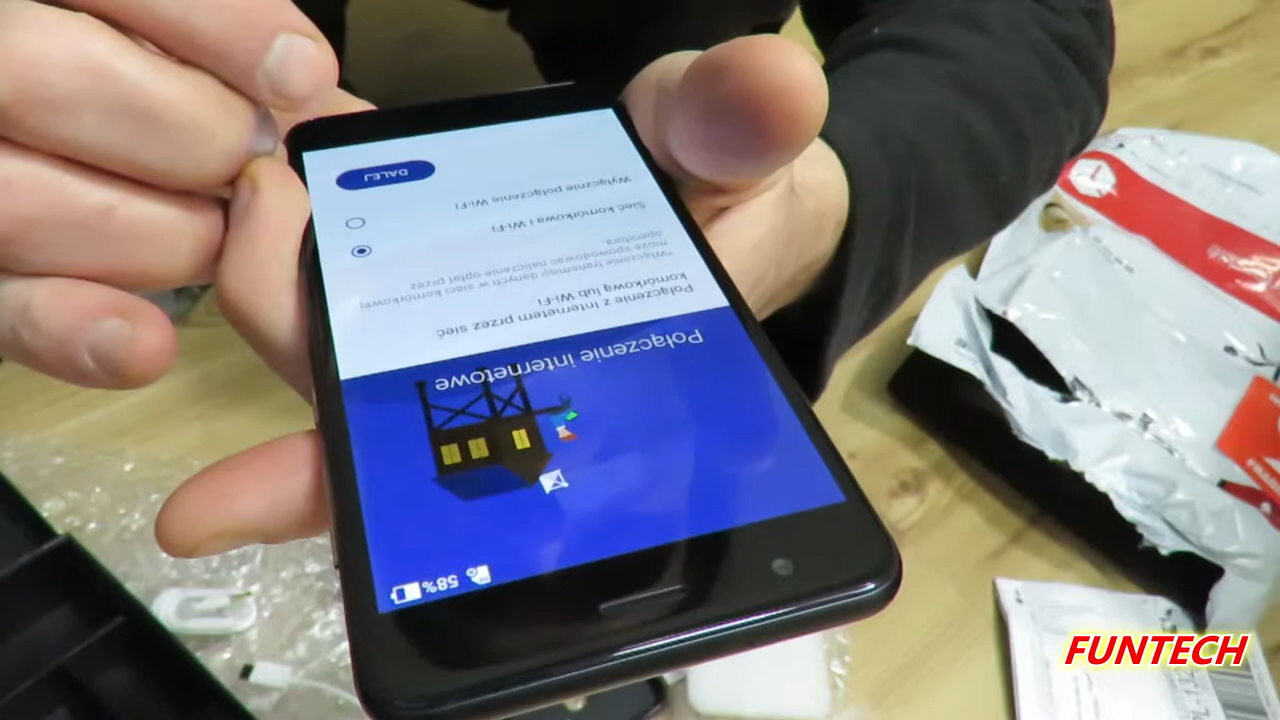 58%
Połączenie internetowe
Połączenie z Internetem przez sieć
komórkową lub Wi-Fi.
*Włączenie transmisji danych w sieci komórkowej
może spowodować naliczenie opłat przez
operatora.
Sieć komórkowa i Wi-Fi
Wyłącznie połączenie Wi-Fi
DALEJ
FUNTECH